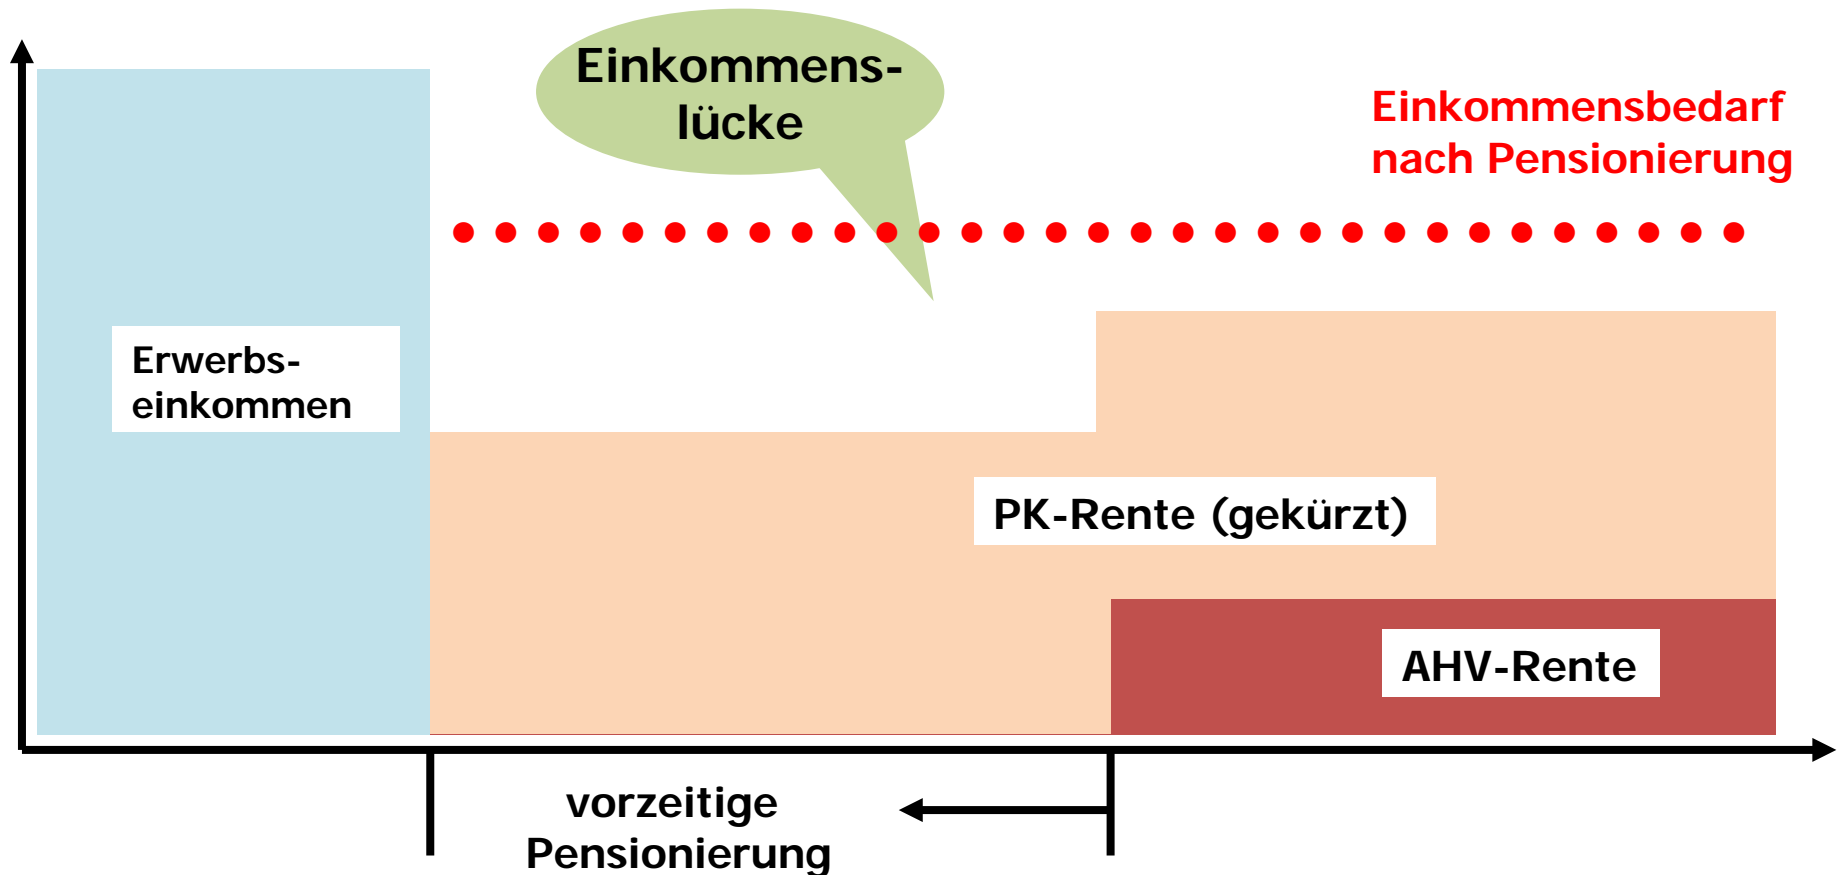 Einkommens-
lücke
Einkommensbedarf
nach Pensionierung
Erwerbs-
einkommen
PK-Rente (gekürzt)
AHV-Rente
vorzeitige
Pensionierung